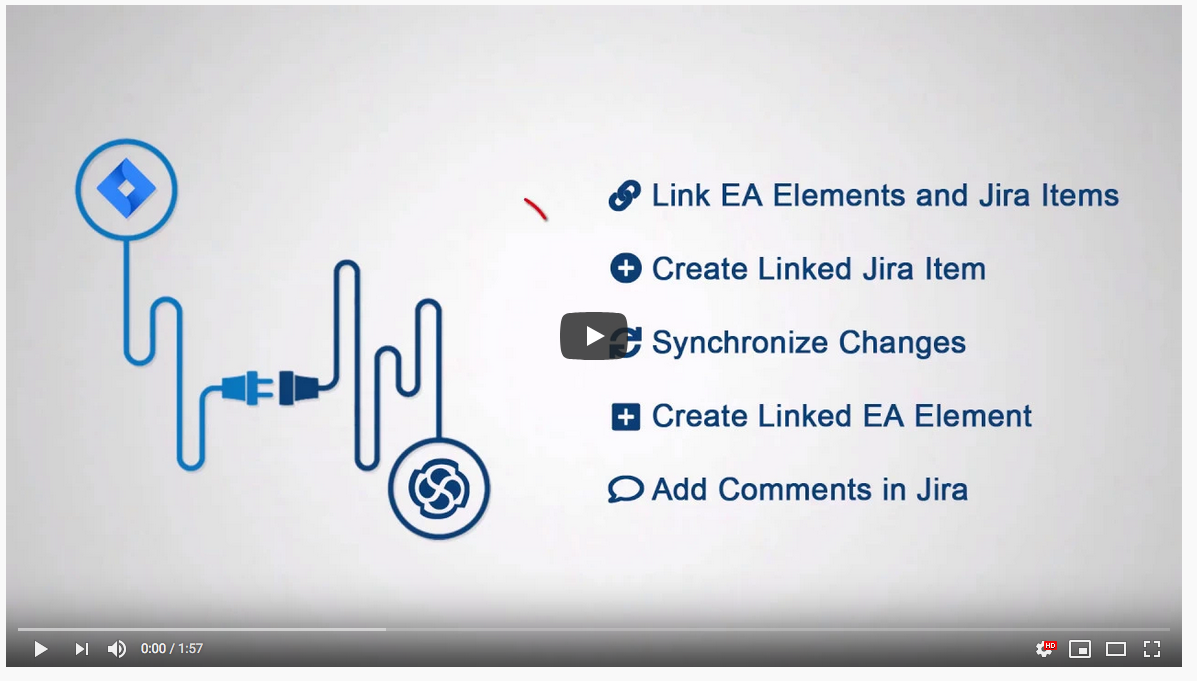 Link EA Elements and Jira Items
Create Linked Jira Item
Synchronize Changes
Create Linked EA Element
Add Comments in Jira
0:00 / 1:57
HD